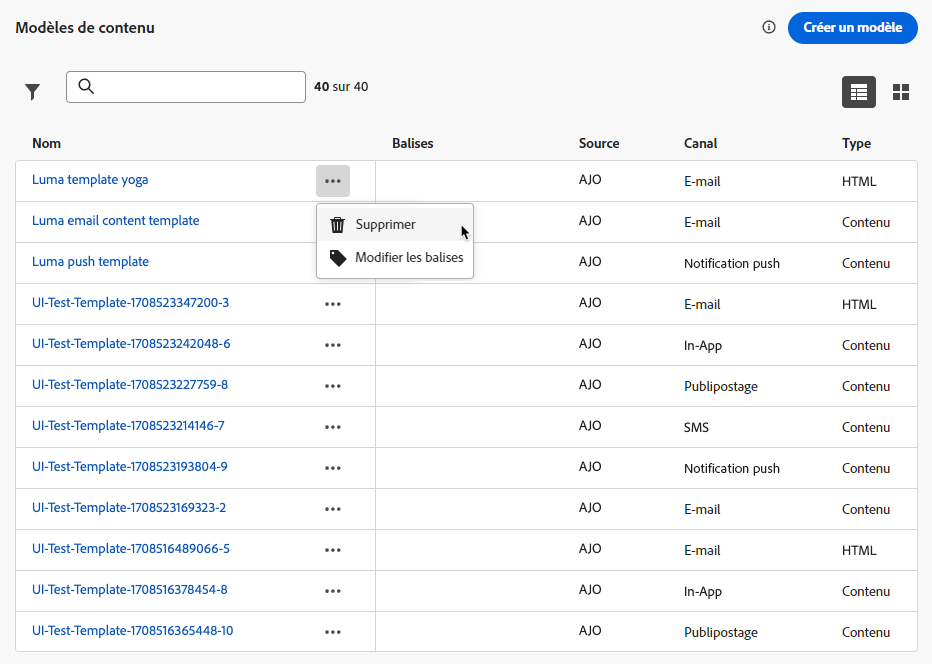 Modèles de contenu
Créer un modèle
40 sur 40
Nom Balises Source Canal Type
Luma template yoga AJO E-mail HTML
Luma email content template AJO E-mail Contenu
Supprimer
Modifier les balises
Luma push template AJO Notification push Contenu
UI-Test-Template-1708523347200-3 AJO E-mail HTML
UI-Test-Template-1708523242048-6 AJO In-App Contenu
UI-Test-Template-1708523227759-8 AJO Publipostage Contenu
UI-Test-Template-1708523214146-7 AJO SMS Contenu
UI-Test-Template-1708523193804-9 AJO Notification push Contenu
UI-Test-Template-1708523169323-2 AJO E-mail Contenu
UI-Test-Template-1708516489066-5 AJO E-mail HTML
UI-Test-Template-1708516378454-8 AJO In-App Contenu
UI-Test-Template-1708516365448-10 AJO Publipostage Contenu